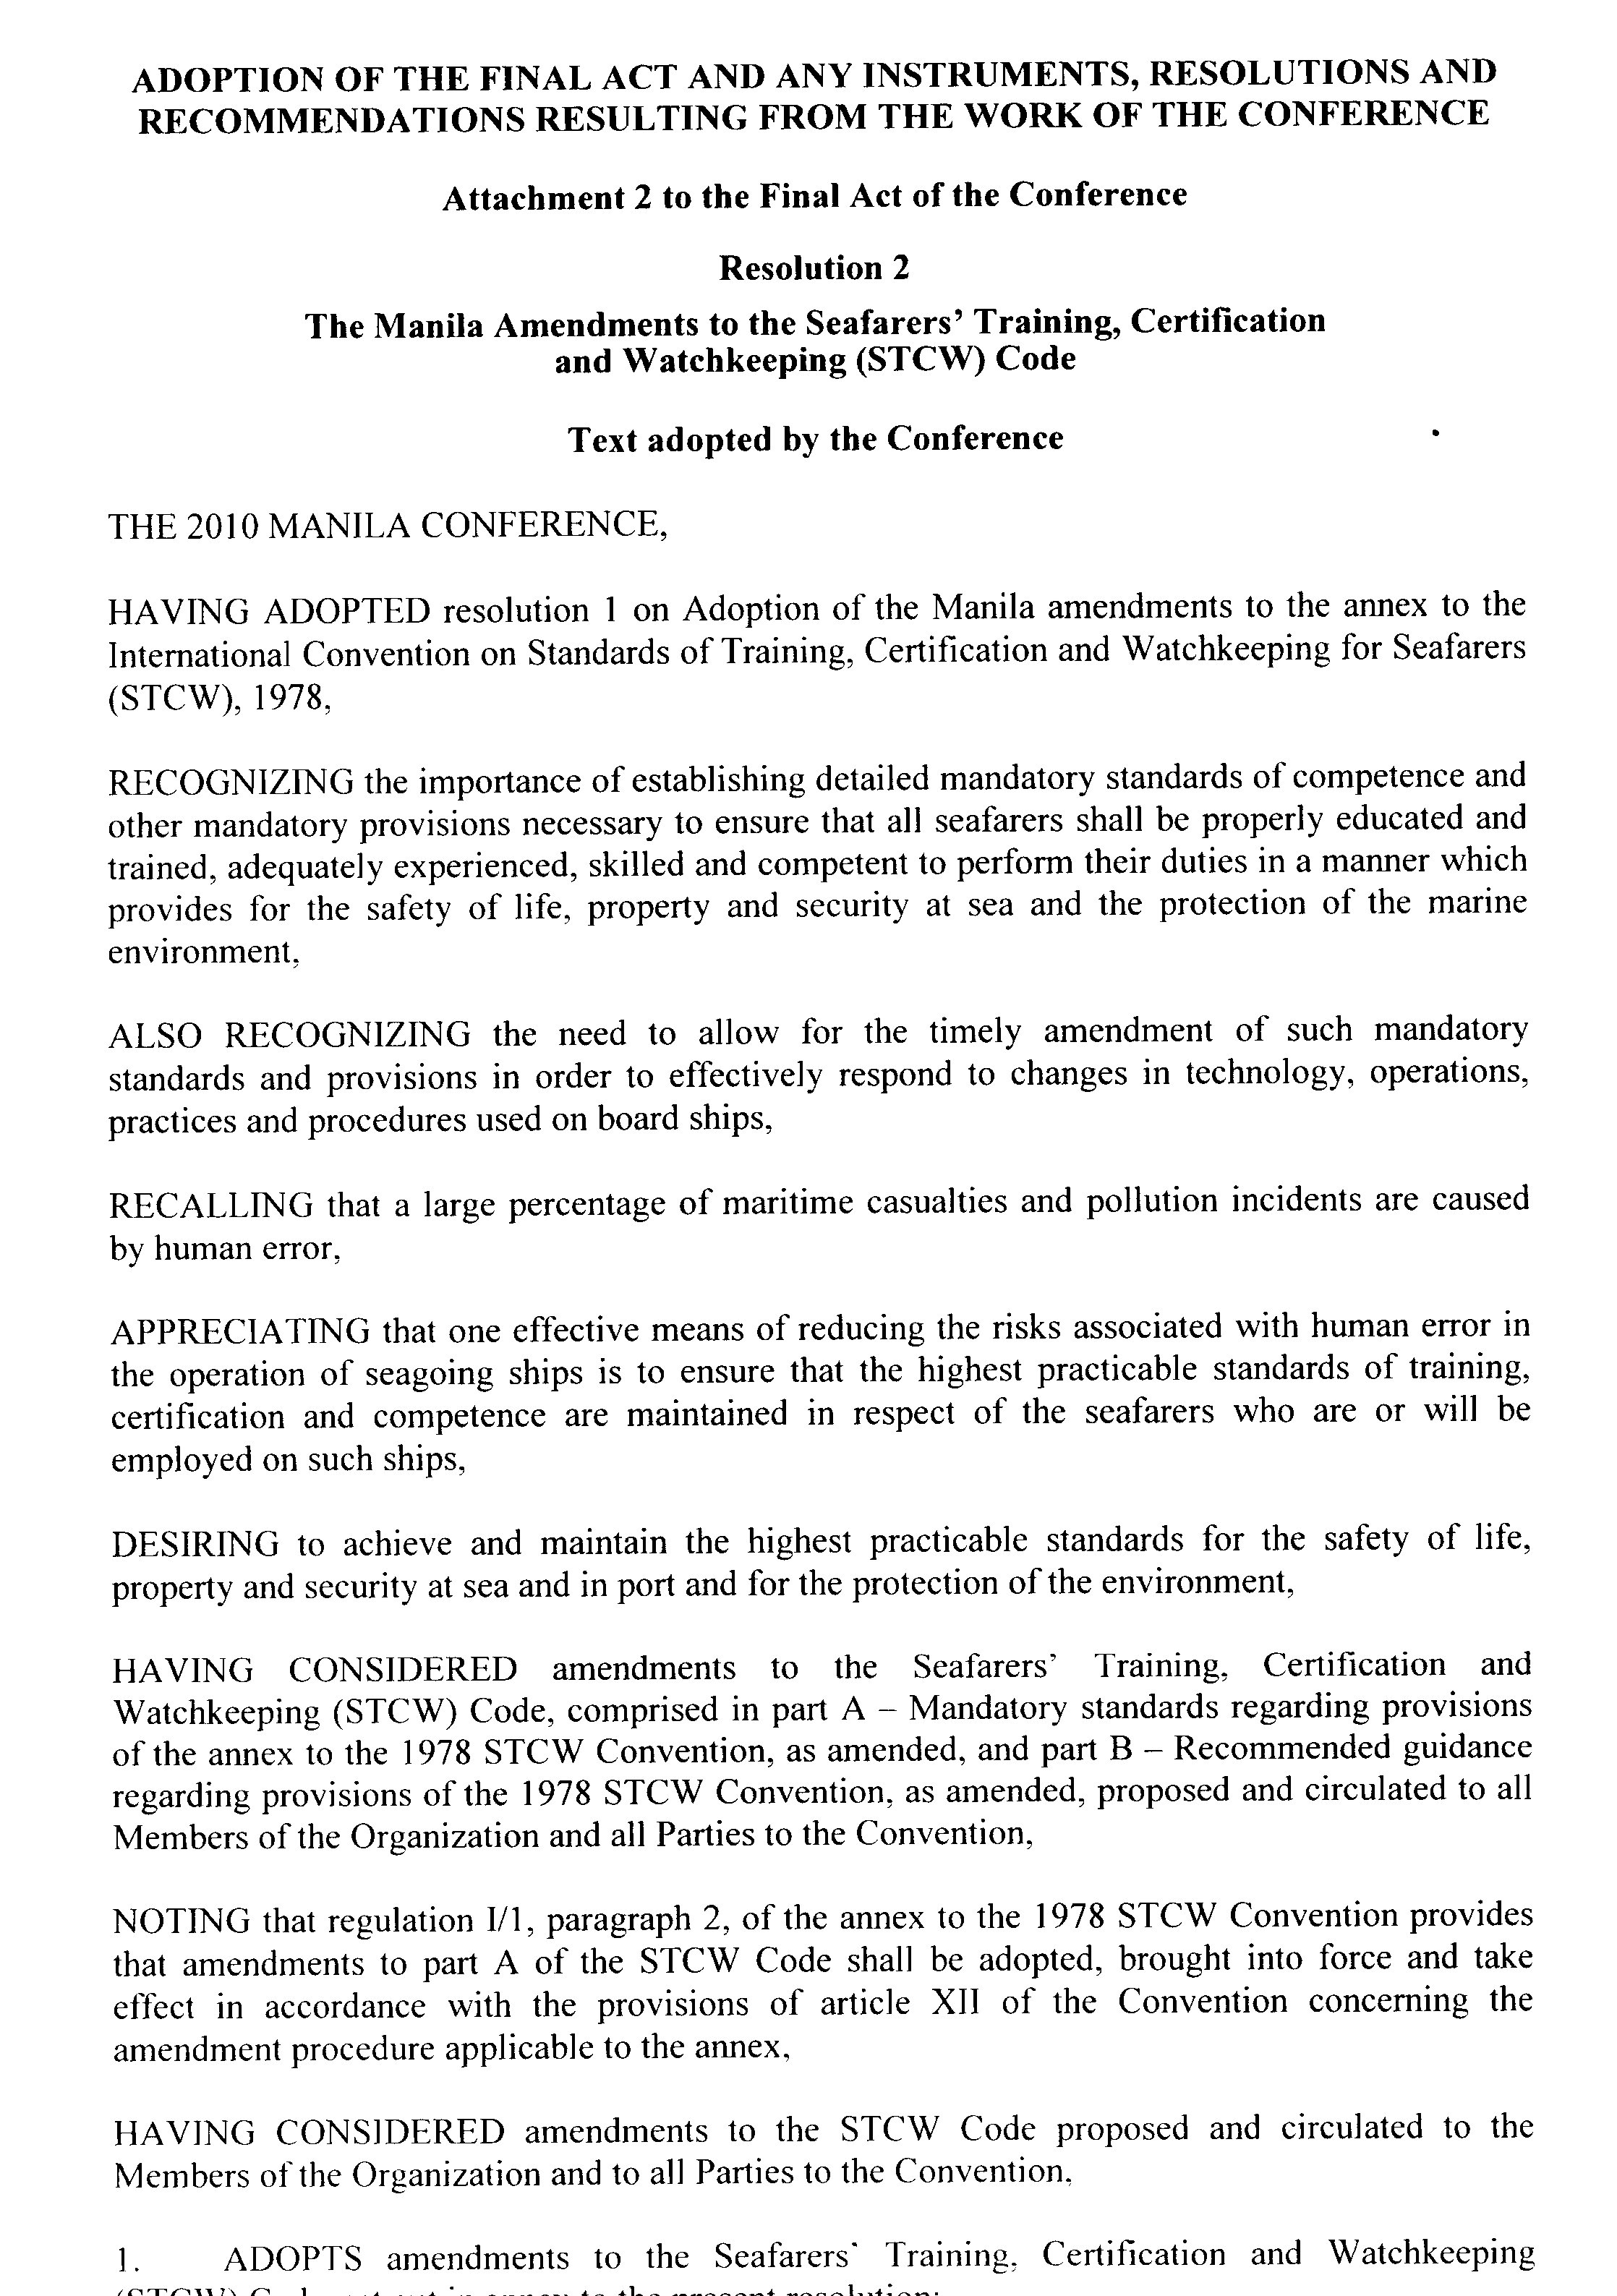 ADOPTION OF THE FINAL ACT AND ANY INSTRUMENTS, RESOLUTIONS AND
RECOMMENDATIONS RESULTING FROM THE WORK OF THE CONFERENCE
Attachment 2 to the Final Act of the Conference
Resolution 2
The Manila Amendments to the Seafarers' Training, Certification
and Watchkeeping (STCW) Code
Text adopted by the Conference
THE 2010 MANILA CONFERENCE,
HAVING ADOPTED resolution 1 on Adoption of the Manila amendments to the annex to the
International Convention on Standards of Training, Certification and Watchkeeping for Seafarers
(STCW), 1978,
RECOGNIZING the importance of establishing detailed mandatory standards of competence and
other mandatory provisions necessary to ensure that all seafarers shall be properly educated and
trained, adequately experienced, skilled and competent to perform their duties in a manner which
provides for the safety of life, property and security at sea and the protection of the marine
environment,
ALSO RECOGNIZING the need to allow for the timely amendment of such mandatory
standards and provisions in order to effectively respond to changes in technology, operations,
practices and procedures used on board ships,
RECALLING that a large percentage of maritime casualties and pollution incidents are caused
by human error,
APPRECIATING that one effective means of reducing the risks associated with human error in
the operation of seagoing ships is to ensure that the highest practicable standards of training,
certification and competence are maintained in respect of the seafarers who are or will be
employed on such ships,
DESIRING to achieve and maintain the highest practicable standards for the safety of life,
property and security at sea and in port and for the protection of the environment,
HAVING CONSIDERED amendments to the Seafarers' Training, Certification and
Watchkeeping (STCW) Code, comprised in part A – Mandatory standards regarding provisions
of the annex to the 1978 STCW Convention, as amended, and part B – Recommended guidance
regarding provisions of the 1978 STCW Convention, as amended, proposed and circulated to all
Members of the Organization and all Parties to the Convention,
NOTING that regulation I/1, paragraph 2, of the annex to the 1978 STCW Convention provides
that amendments to part A of the STCW Code shall be adopted, brought into force and take
effect in accordance with the provisions of article XII of the Convention concerning the
amendment procedure applicable to the annex,
HAVING CONSIDERED amendments to the STCW Code proposed and circulated to the
Members of the Organization and to all Parties to the Convention,
1. ADOPTS amendments to the Seafarers' Training, Certification and Watchkeeping
(STCW) Code, set out in annex to the present resolution;